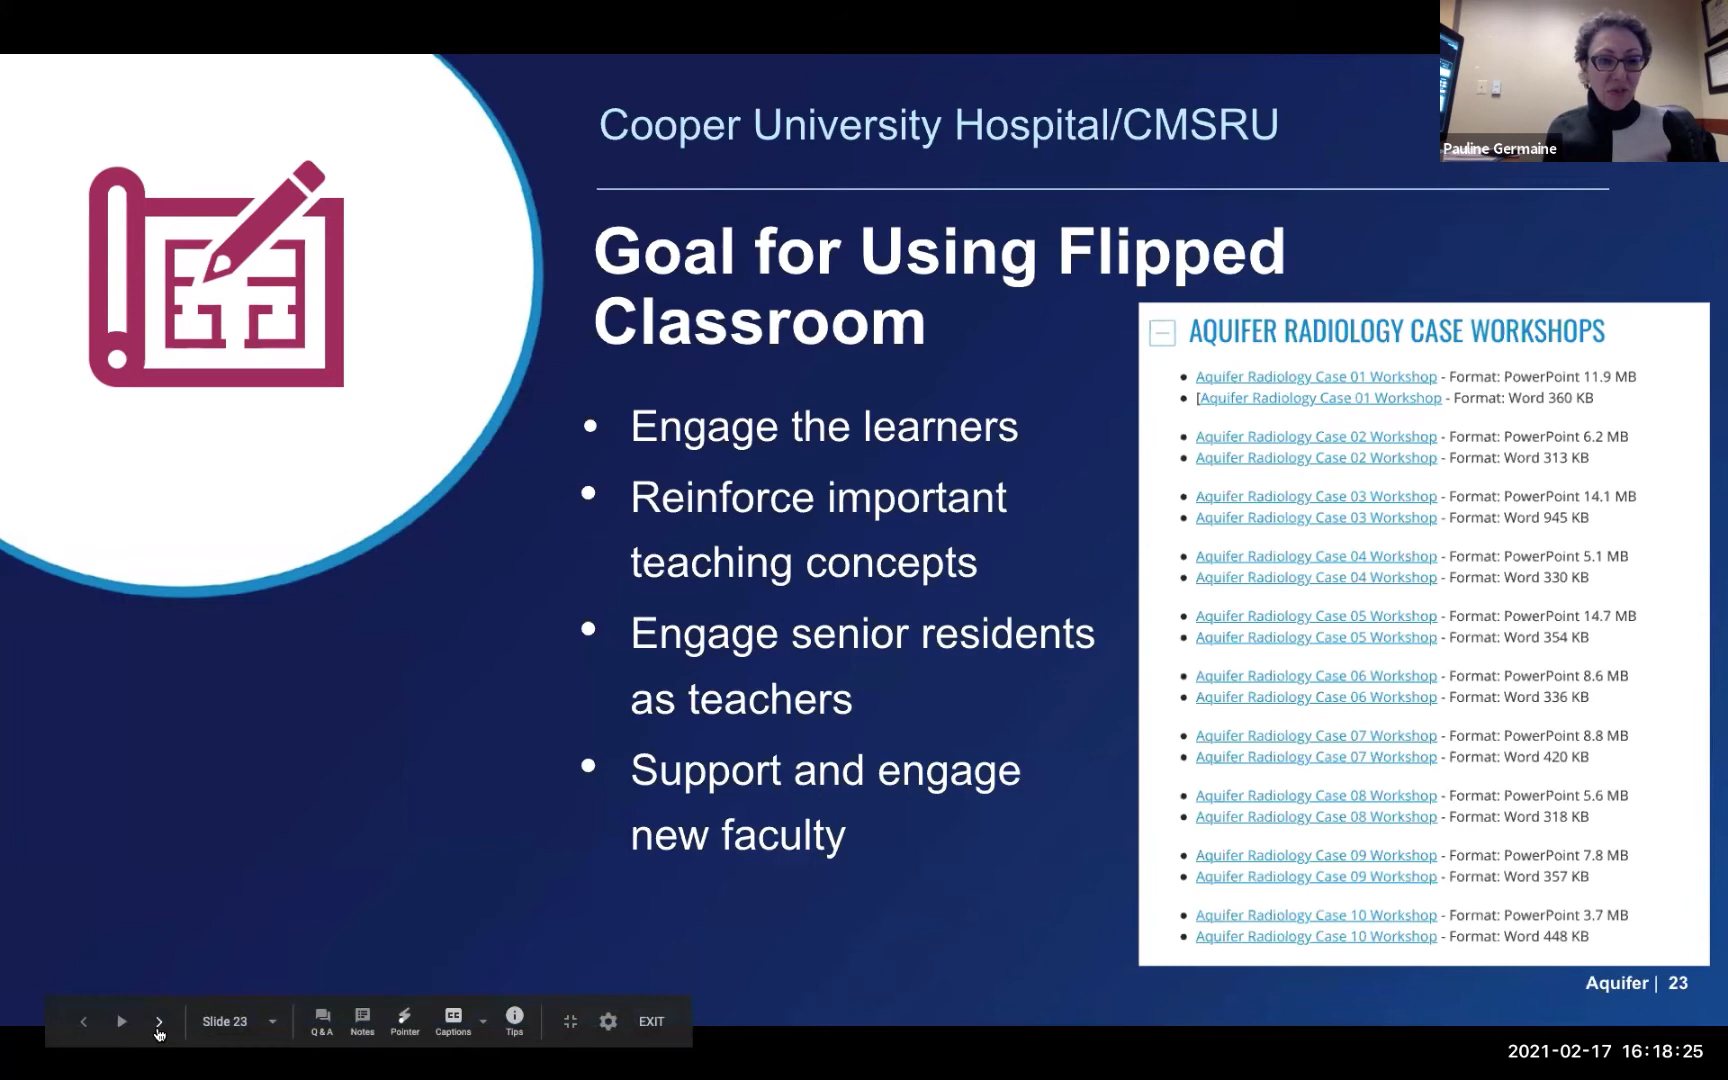 Pauline Germaine
Cooper University Hospital/CMSRU
Goal for Using Flipped
Classroom
• Engage the learners
• Reinforce important
teaching concepts
• Engage senior residents
as teachers
• Support and engage
new faculty
AQUIFER RADIOLOGY CASE WORKSHOPS
• Aquifer Radiology Case 01 Workshop - Format: PowerPoint 11.9 MB
• [Aquifer Radiology Case 01 Workshop - Format: Word 360 KB
• Aquifer Radiology Case 02 Workshop - Format: PowerPoint 6.2 MB
• Aquifer Radiology Case 02 Workshop - Format: Word 313 KB
• Aquifer Radiology Case 03 Workshop - Format: PowerPoint 14.1 MB
• Aquifer Radiology Case 03 Workshop - Format: Word 945 KB
• Aquifer Radiology Case 04 Workshop - Format: PowerPoint 5.1 MB
• Aquifer Radiology Case 04 Workshop - Format: Word 330 KB
• Aquifer Radiology Case 05 Workshop - Format: PowerPoint 14.7 MB
• Aquifer Radiology Case 05 Workshop - Format: Word 354 KB
• Aquifer Radiology Case 06 Workshop - Format: PowerPoint 8.6 MB
• Aquifer Radiology Case 06 Workshop - Format: Word 336 KB
• Aquifer Radiology Case 07 Workshop - Format: PowerPoint 8.8 MB
• Aquifer Radiology Case 07 Workshop - Format: Word 420 KB
• Aquifer Radiology Case 08 Workshop - Format: PowerPoint 5.6 MB
• Aquifer Radiology Case 08 Workshop - Format: Word 318 KB
• Aquifer Radiology Case 09 Workshop - Format: PowerPoint 7.8 MB
• Aquifer Radiology Case 09 Workshop - Format: Word 357 KB
• Aquifer Radiology Case 10 Workshop - Format: PowerPoint 3.7 MB
• Aquifer Radiology Case 10 Workshop - Format: Word 448 KB
Aquifer | 23
Slide 23 Q & A Notes Pointer Captions Tips EXIT
2021-02-17 16:18:25